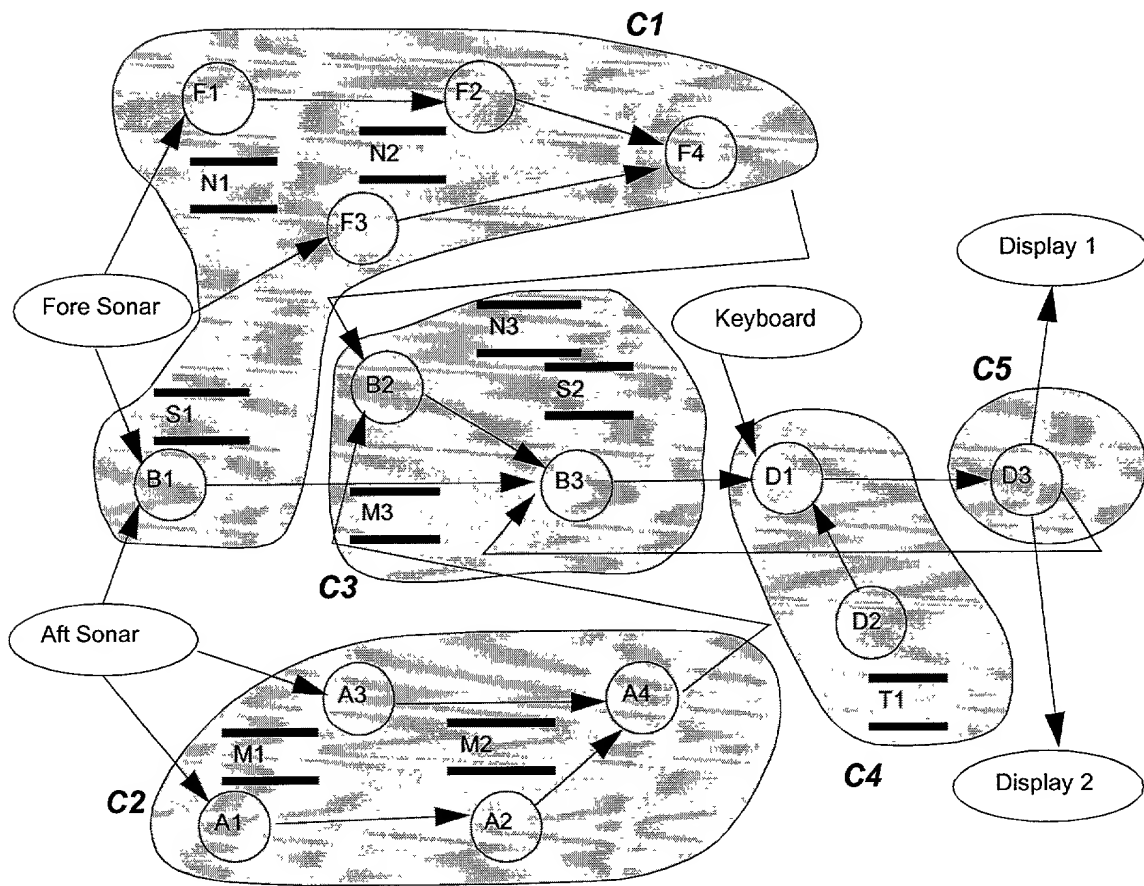 C1
F1
F2
N2
F4
N1
F3
Display 1
Fore Sonar
N3
Keyboard
B2
S2
C5
S1
B1
B3
D1
D3
M3
C3
Aft Sonar
D2
A3
A4
T1
M1
M2
C4
Display 2
C2
A1
A2